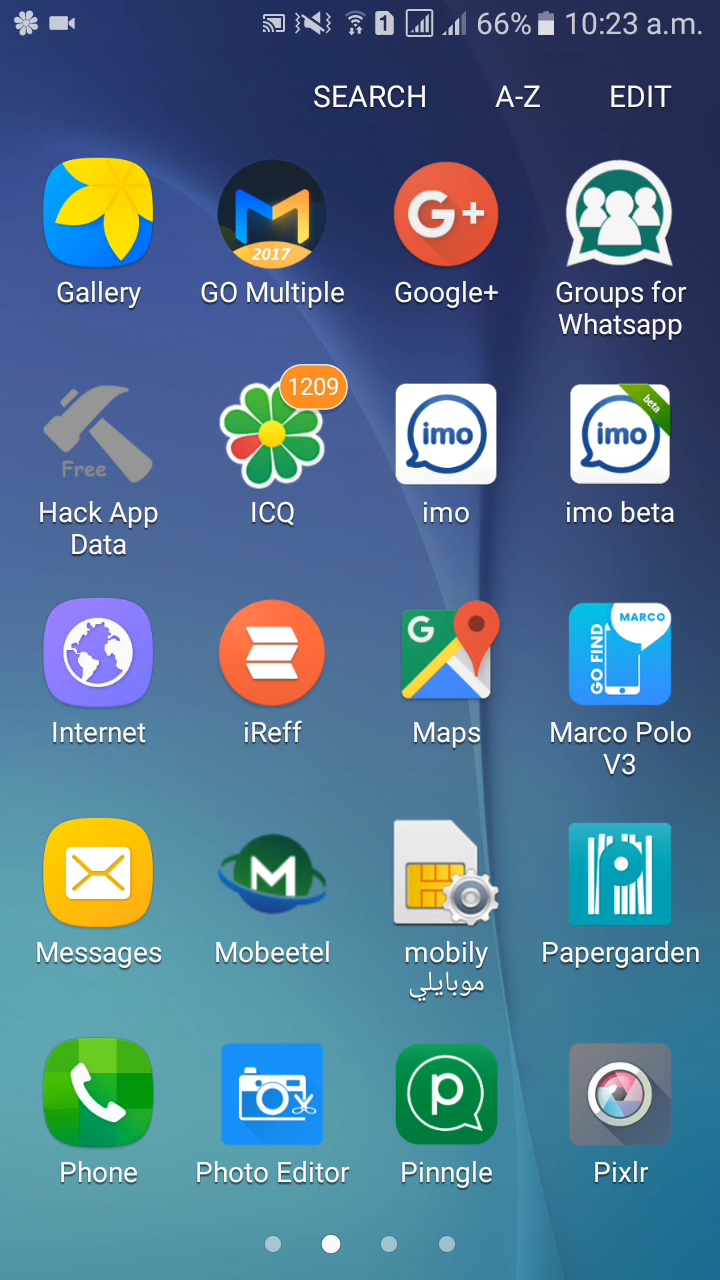 1 66% 10:23 a.m.
SEARCH A-Z EDIT
2017
G+
Gallery GO Multiple Google+ Groups for
Whatsapp
1209
beta
Free imo imo
Hack App ICQ imo imo beta
Data
G MARCO
GO FIND
Internet iReff Maps Marco Polo
V3
M P
Messages Mobeetel mobily Papergarden
موبايلي
p
Phone Photo Editor Pinngle Pixlr